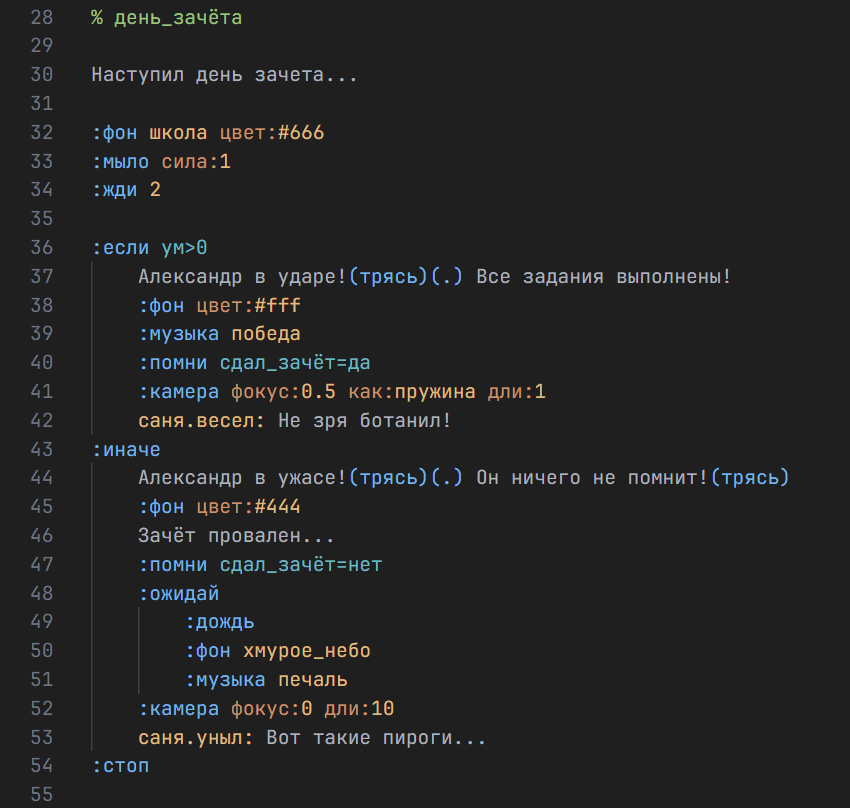 28 % день_зачёта
29
30 Наступил день зачета...
31
32 :фон школа цвет:#666
33 :мыло сила:1
34 :жди 2
35
36 :если ум>0
37 Александр в ударе!(трясь)(.) Все задания выполнены!
38 :фон цвет:#fff
39 :музыка победа
40 :помни сдал_зачёт=да
41 :камера фокус:0.5 как:пружина дли:1
42 саня.весел: Не зря ботанил!
43 :иначе
44 Александр в ужасе!(трясь)(.) Он ничего не помнит!(трясь)
45 :фон цвет:#444
46 Зачёт провален...
47 :помни сдал_зачёт=нет
48 :ожидай
49 :дождь
50 :фон хмурое_небо
51 :музыка печаль
52 :камера фокус:0 дли:10
53 саня.уныл: Вот такие пироги...
54 :стоп
55